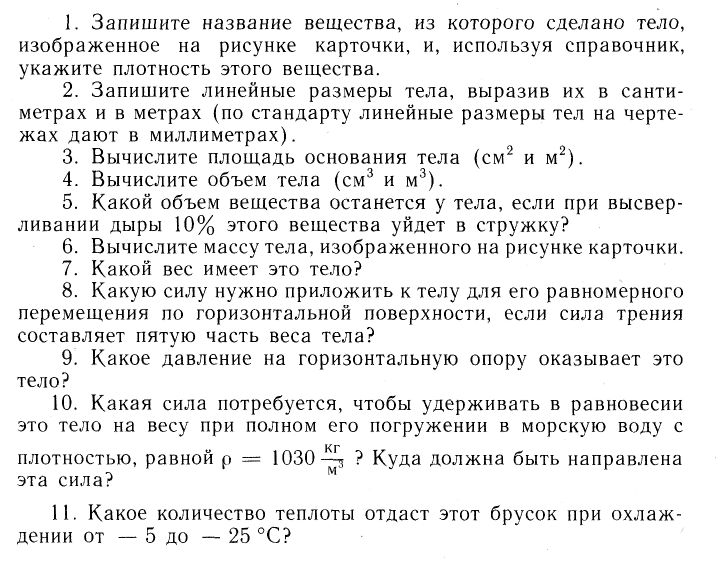 1. Запишите название вещества, из которого сделано тело,
изображенное на рисунке карточки, и, используя справочник,
укажите плотность этого вещества.
2. Запишите линейные размеры тела, выразив их в санти-
метрах и в метрах (по стандарту линейные размеры тел на черте-
жах дают в миллиметрах).
3. Вычислите площадь основания тела (см² и м²).
4. Вычислите объем тела (см³ и м³).
5. Какой объем вещества останется у тела, если при высвер-
ливании дыры 10% этого вещества уйдет в стружку?
6. Вычислите массу тела, изображенного на рисунке карточки.
7. Какой вес имеет это тело?
8. Какую силу нужно приложить к телу для его равномерного
перемещения по горизонтальной поверхности, если сила трения
составляет пятую часть веса тела?
9. Какое давление на горизонтальную опору оказывает это
тело?
10. Какая сила потребуется, чтобы удерживать в равновесии
это тело на весу при полном его погружении в морскую воду с
плотностью, равной ρ = 1030 кг/м³ ? Куда должна быть направлена
эта сила?
11. Какое количество теплоты отдаст этот брусок при охлаж-
дении от — 5 до — 25 °С?